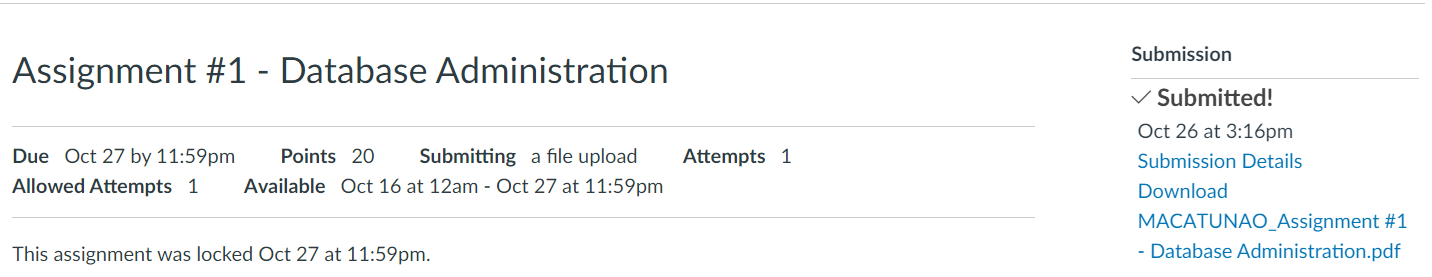 Assignment #1 - Database Administration
Due Oct 27 by 11:59pm Points 20 Submitting a file upload Attempts 1
Allowed Attempts 1 Available Oct 16 at 12am - Oct 27 at 11:59pm
This assignment was locked Oct 27 at 11:59pm.
Submission
Submitted!
Oct 26 at 3:16pm
Submission Details
Download
MACATUNAO_Assignment #1
- Database Administration.pdf